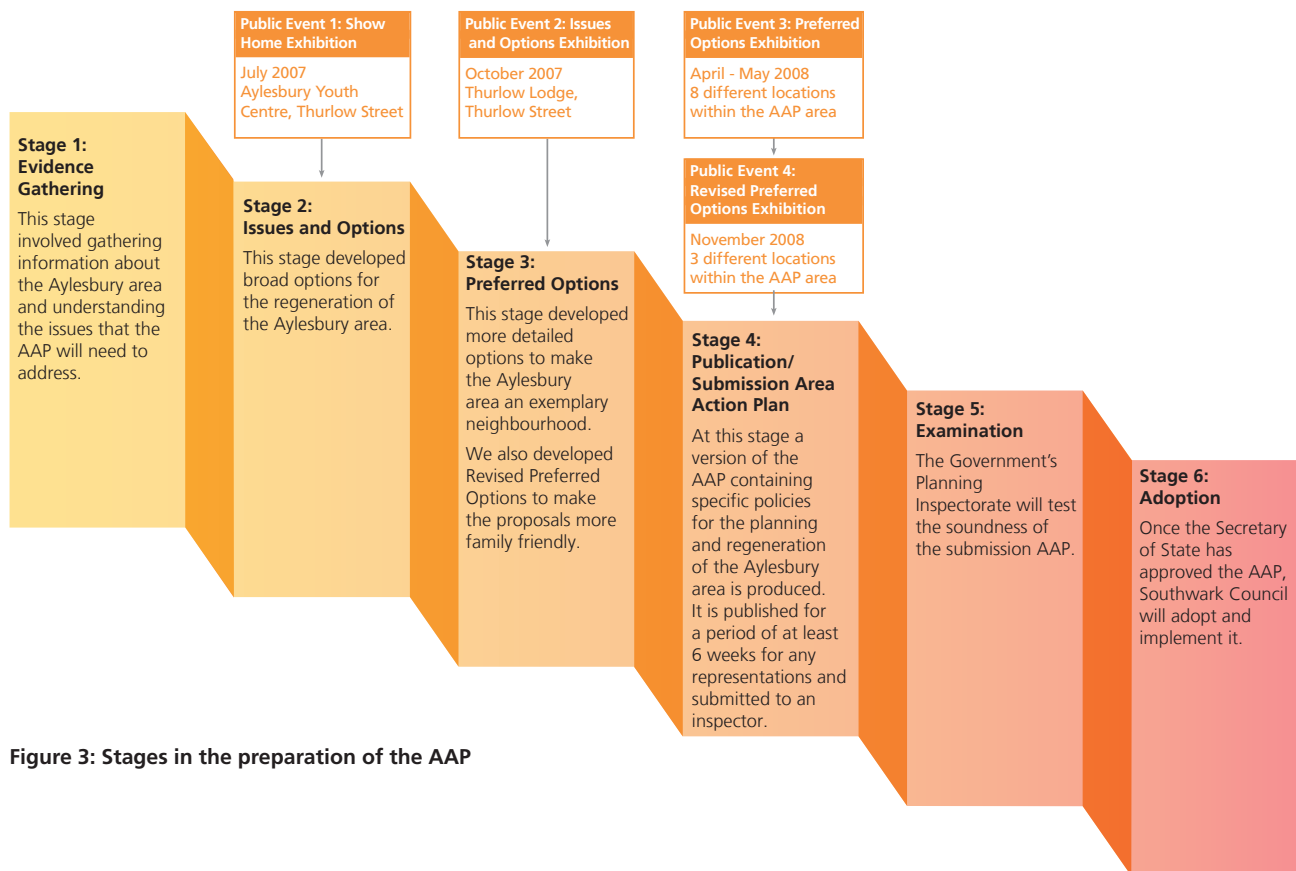 Public Event 1: Show
Home Exhibition
July 2007
Aylesbury Youth
Centre, Thurlow Street
Public Event 2: Issues
and Options Exhibition
October 2007
Thurlow Lodge,
Thurlow Street
Public Event 3: Preferred
Options Exhibition
April - May 2008
8 different locations
within the AAP area
Public Event 4:
Revised Preferred
Options Exhibition
November 2008
3 different locations
within the AAP area
Stage 1:
Evidence
Gathering
This stage
involved gathering
information about
the Aylesbury area
and understanding
the issues that the
AAP will need to
address.
Stage 2:
Issues and Options
This stage developed
broad options for
the regeneration of
the Aylesbury area.
Stage 3:
Preferred Options
This stage developed
more detailed
options to make
the Aylesbury
area an exemplary
neighbourhood.
We also developed
Revised Preferred
Options to make
the proposals more
family friendly.
Stage 4:
Publication/
Submission Area
Action Plan
At this stage a
version of the
AAP containing
specific policies
for the planning
and regeneration
of the Aylesbury
area is produced.
It is published for
a period of at least
6 weeks for any
representations and
submitted to an
inspector.
Stage 5:
Examination
The Government’s
Planning
Inspectorate will test
the soundness of
the submission AAP.
Stage 6:
Adoption
Once the Secretary
of State has
approved the AAP,
Southwark Council
will adopt and
implement it.
Figure 3: Stages in the preparation of the AAP